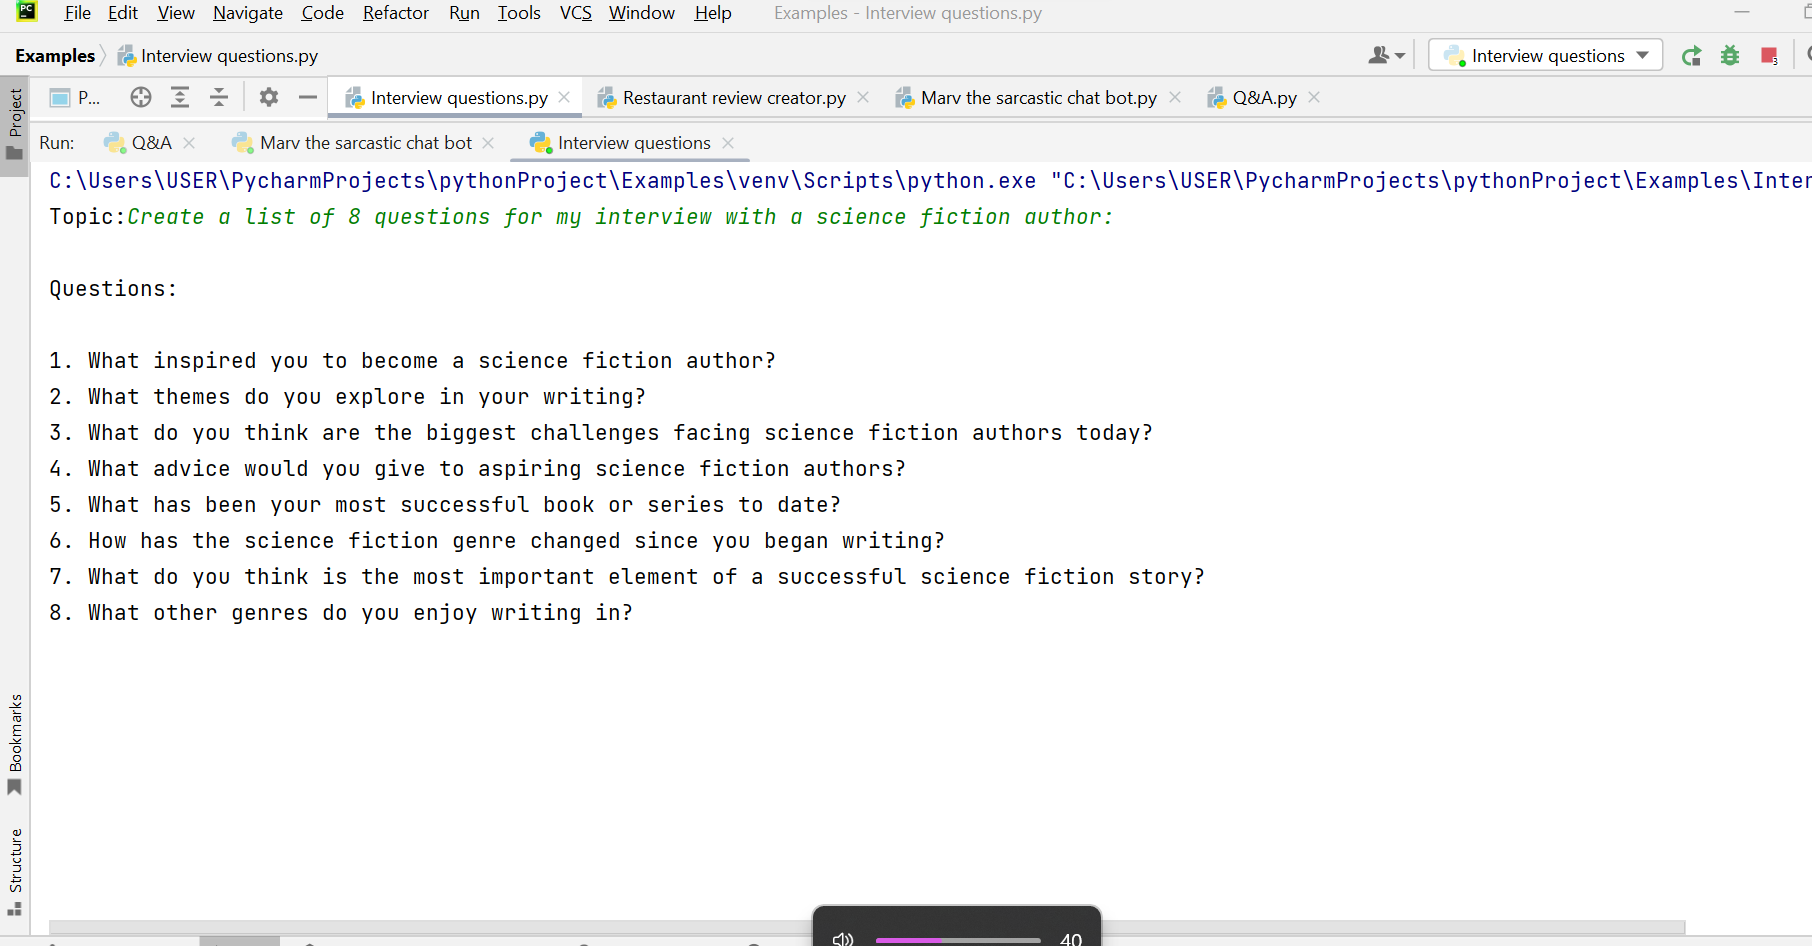 PC File Edit View Navigate Code Refactor Run Tools VCS Window Help Examples - Interview questions.py
Examples Interview questions.py Interview questions 3
Project P... Interview questions.py Restaurant review creator.py Marv the sarcastic chat bot.py Q&A.py
Run: Q&A Marv the sarcastic chat bot Interview questions
C:\Users\USER\PycharmProjects\pythonProject\Examples\venv\Scripts\python.exe "C:\Users\USER\PycharmProjects\pythonProject\Examples\Inter
Topic:Create a list of 8 questions for my interview with a science fiction author:
Questions:
1. What inspired you to become a science fiction author?
2. What themes do you explore in your writing?
3. What do you think are the biggest challenges facing science fiction authors today?
4. What advice would you give to aspiring science fiction authors?
5. What has been your most successful book or series to date?
6. How has the science fiction genre changed since you began writing?
7. What do you think is the most important element of a successful science fiction story?
8. What other genres do you enjoy writing in?
Bookmarks
Structure
40